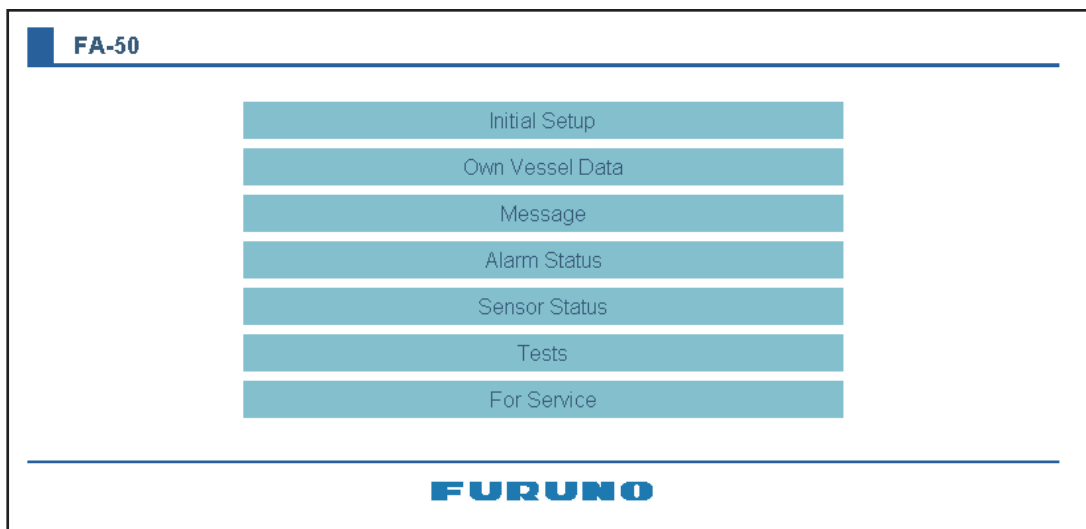 FA-50
Initial Setup
Own Vessel Data
Message
Alarm Status
Sensor Status
Tests
For Service
FURUNO